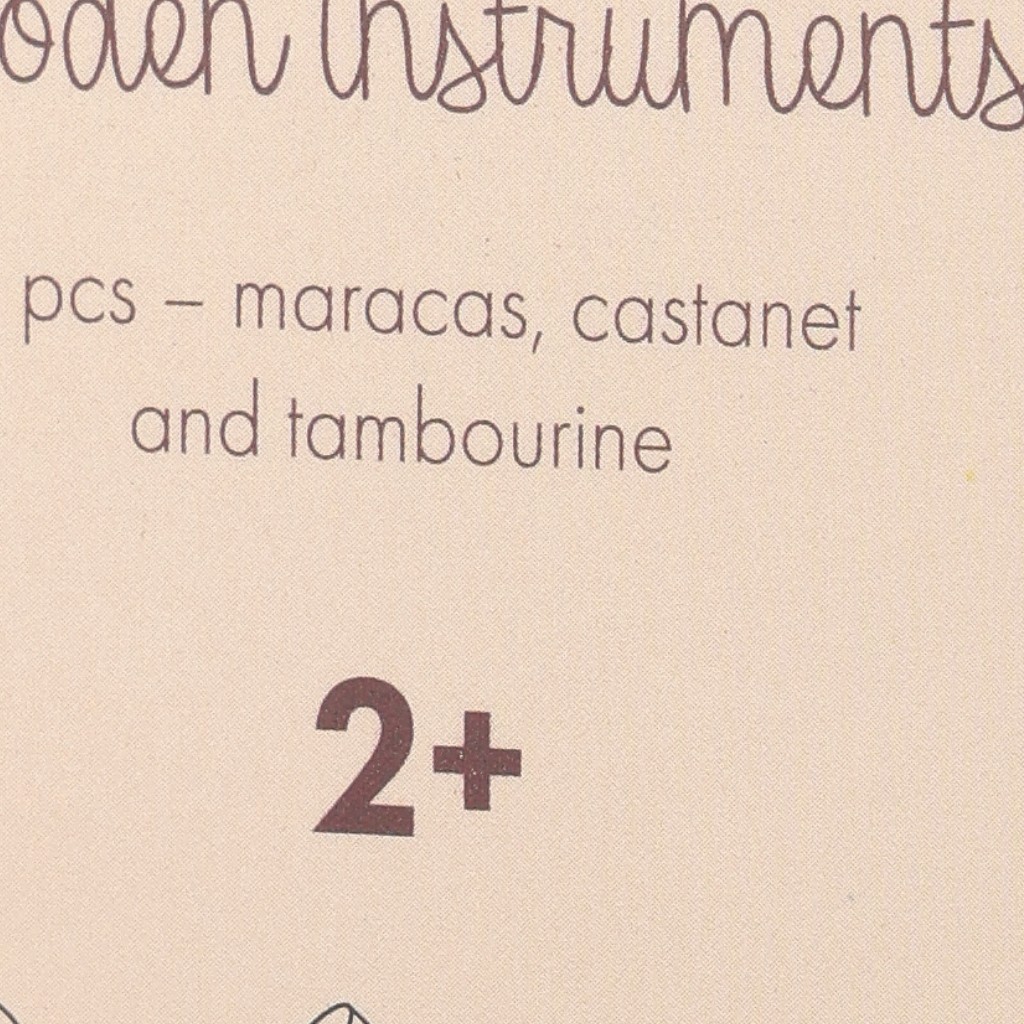 oden instruments
pcs – maracas, castanet
and tambourine
2+